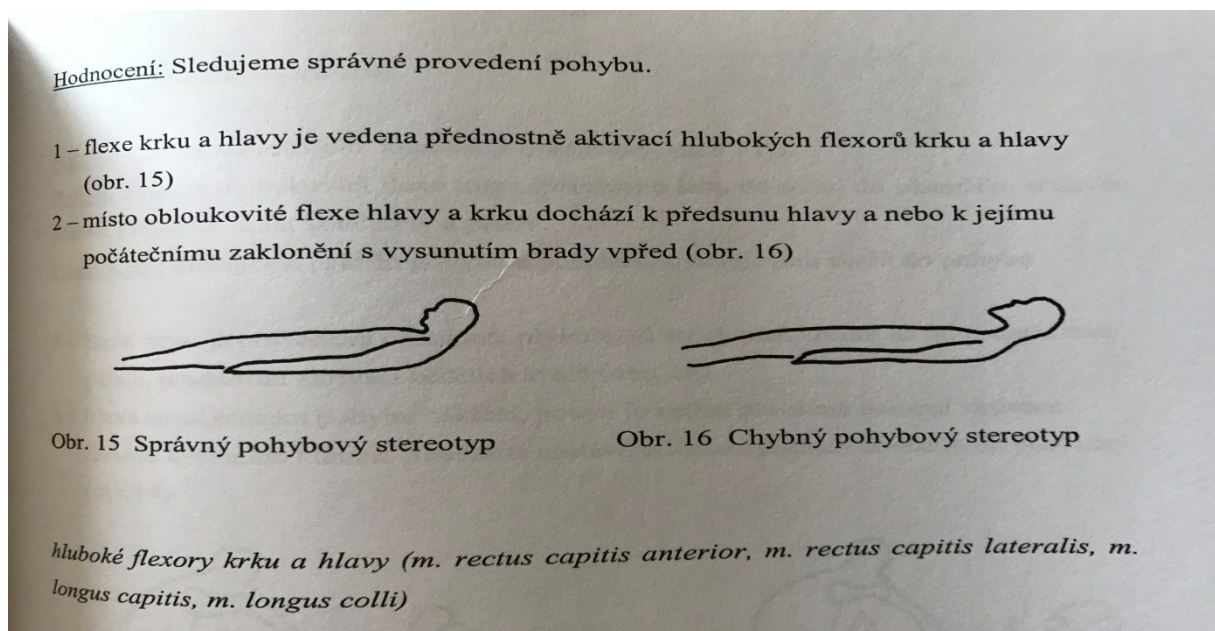 Hodnocení: Sledujeme správné provedení pohybu.
1 – flexe krku a hlavy je vedena přednostně aktivací hlubokých flexorů krku a hlavy
(obr. 15)
2 – místo obloukovité flexe hlavy a krku dochází k předsunu hlavy a nebo k jejímu
počátečnímu zaklonění s vysunutím brady vpřed (obr. 16)
Obr. 15 Správný pohybový stereotyp
Obr. 16 Chybný pohybový stereotyp
hluboké flexory krku a hlavy (m. rectus capitis anterior, m. rectus capitis lateralis, m.
longus capitis, m. longus colli)